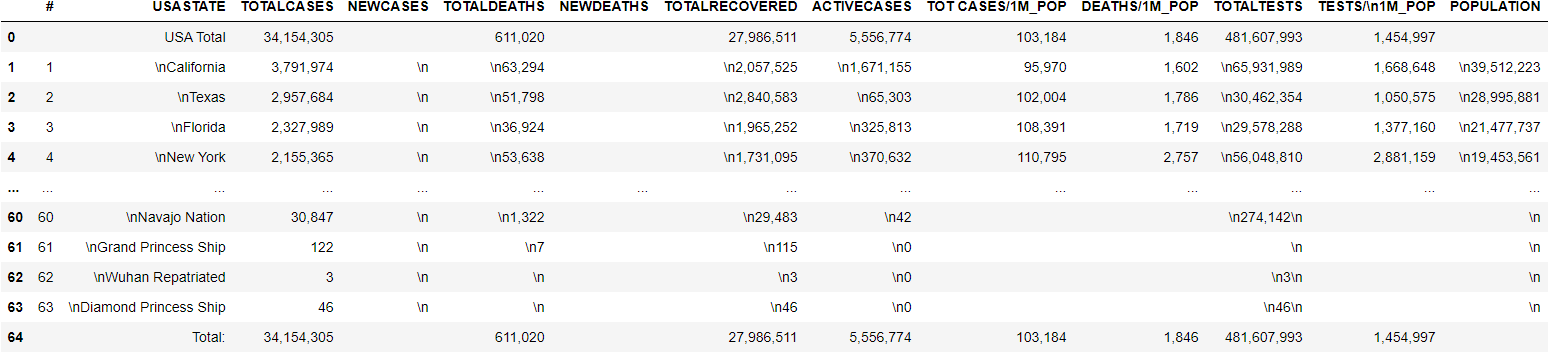 # USASTATE TOTALCASES NEWCASES TOTALDEATHS NEWDEATHS TOTALRECOVERED ACTIVECASES TOT CASES/1M_POP DEATHS/1M_POP TOTALTESTS TESTS/\n1M_POP POPULATION
0 USA Total 34,154,305 611,020 27,986,511 5,556,774 103,184 1,846 481,607,993 1,454,997
1 1 \nCalifornia 3,791,974 \n \n63,294 \n2,057,525 \n1,671,155 95,970 1,602 \n65,931,989 1,668,648 \n39,512,223
2 2 \nTexas 2,957,684 \n \n51,798 \n2,840,583 \n65,303 102,004 1,786 \n30,462,354 1,050,575 \n28,995,881
3 3 \nFlorida 2,327,989 \n \n36,924 \n1,965,252 \n325,813 108,391 1,719 \n29,578,288 1,377,160 \n21,477,737
4 4 \nNew York 2,155,365 \n \n53,638 \n1,731,095 \n370,632 110,795 2,757 \n56,048,810 2,881,159 \n19,453,561
... ... ... ... ... ... ... ... ... ... ... ... ... ...
60 60 \nNavajo Nation 30,847 \n \n1,322 \n29,483 \n42 \n274,142\n \n
61 61 \nGrand Princess Ship 122 \n \n7 \n115 \n0 \n \n
62 62 \nWuhan Repatriated 3 \n \n \n3 \n0 \n3\n \n
63 63 \nDiamond Princess Ship 46 \n \n \n46 \n0 \n46\n \n
64 Total: 34,154,305 611,020 27,986,511 5,556,774 103,184 1,846 481,607,993 1,454,997